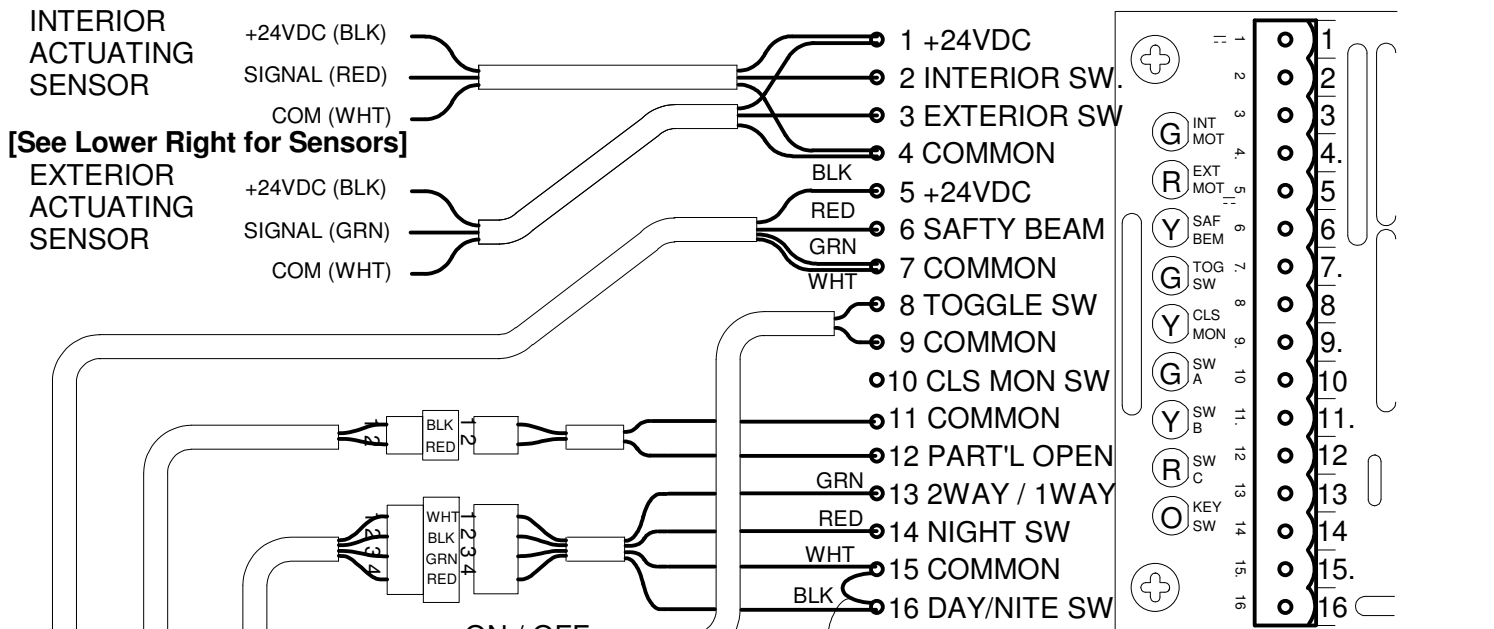 INTERIOR
ACTUATING
SENSOR
+24VDC (BLK)
SIGNAL (RED)
COM (WHT)
[See Lower Right for Sensors]
EXTERIOR
ACTUATING
SENSOR
+24VDC (BLK)
SIGNAL (GRN)
COM (WHT)
1 +24VDC
2 INTERIOR SW.
3 EXTERIOR SW
4 COMMON
BLK
5 +24VDC
RED
6 SAFTY BEAM
GRN
7 COMMON
WHT
8 TOGGLE SW
9 COMMON
10 CLS MON SW
11 COMMON
12 PART'L OPEN
GRN
13 2WAY / 1WAY
RED
14 NIGHT SW
WHT
15 COMMON
BLK
16 DAY/NITE SW
1 BLK 1
2 RED 2
1 WHT 1
2 BLK 2
3 GRN 3
4 RED 4
ON / OFF
G INT MOT
R EXT MOT
Y SAF BEM
G TOG SW
Y CLS MON
G SW A
Y SW B
R SW C
O KEY SW
1
2
3
4.
5
6
7.
8
9.
10
11.
12
13
14
15.
16
1
2
3
4.
5
6
7.
8
9.
10
11.
12
13
14
15.
16